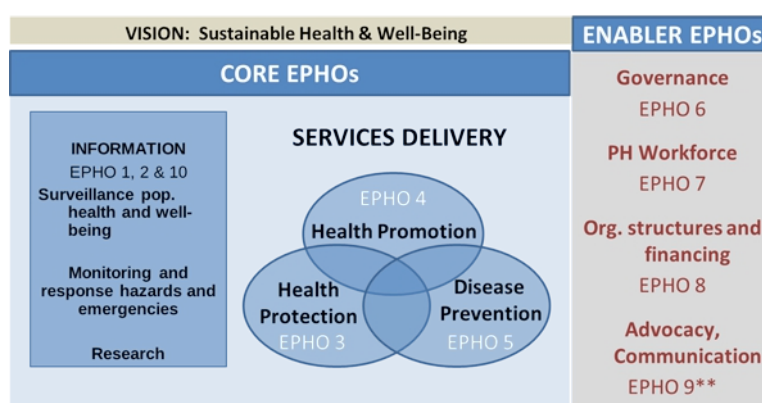 VISION: Sustainable Health & Well-Being
ENABLER EPHOs
CORE EPHOs
INFORMATION
EPHO 1, 2 & 10
Surveillance pop.
health and well-
being
Monitoring and
response hazards and
emergencies
Research
SERVICES DELIVERY
EPHO 4
Health Promotion
Health
Protection
EPHO 3
Disease
Prevention
EPHO 5
Governance
EPHO 6
PH Workforce
EPHO 7
Org. structures and
financing
EPHO 8
Advocacy,
Communication
EPHO 9**